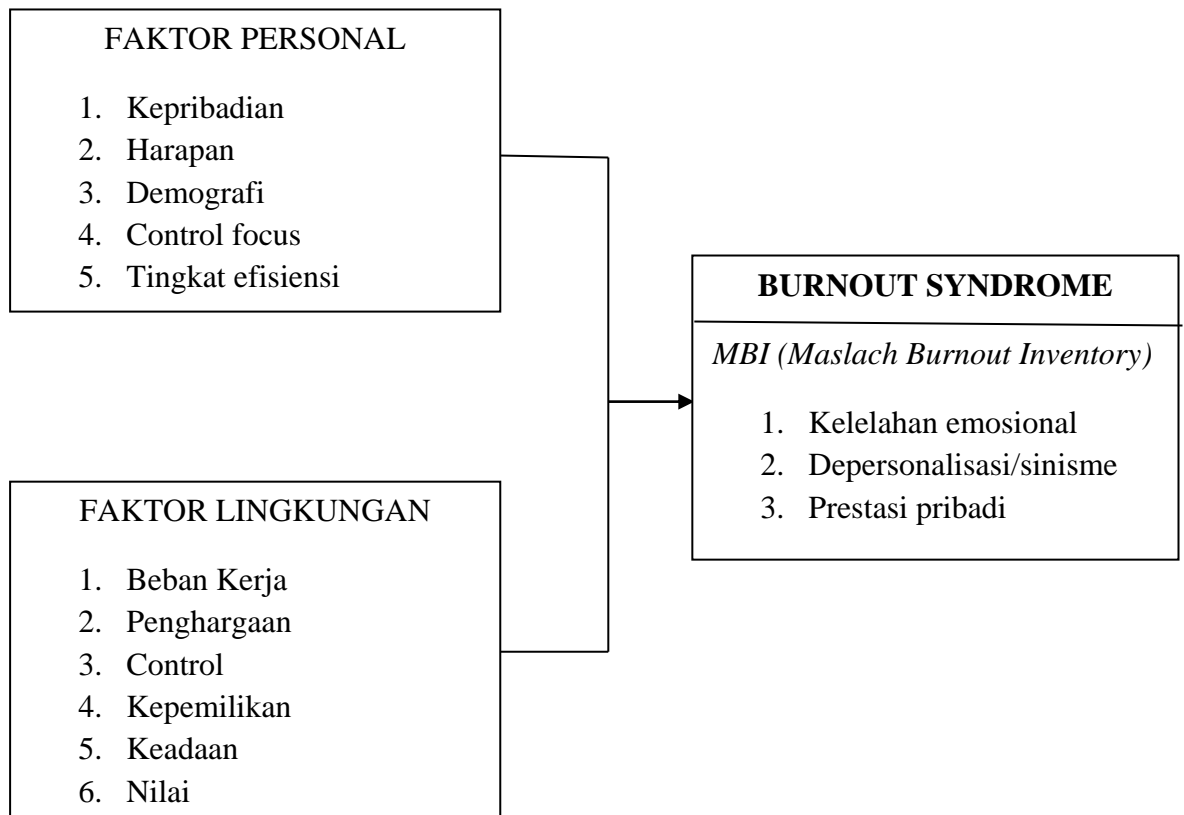 FAKTOR PERSONAL
1. Kepribadian
2. Harapan
3. Demografi
4. Control focus
5. Tingkat efisiensi
BURNOUT SYNDROME
MBI (Maslach Burnout Inventory)
1. Kelelahan emosional
2. Depersonalisasi/sinisme
3. Prestasi pribadi
FAKTOR LINGKUNGAN
1. Beban Kerja
2. Penghargaan
3. Control
4. Kepemilikan
5. Keadaan
6. Nilai